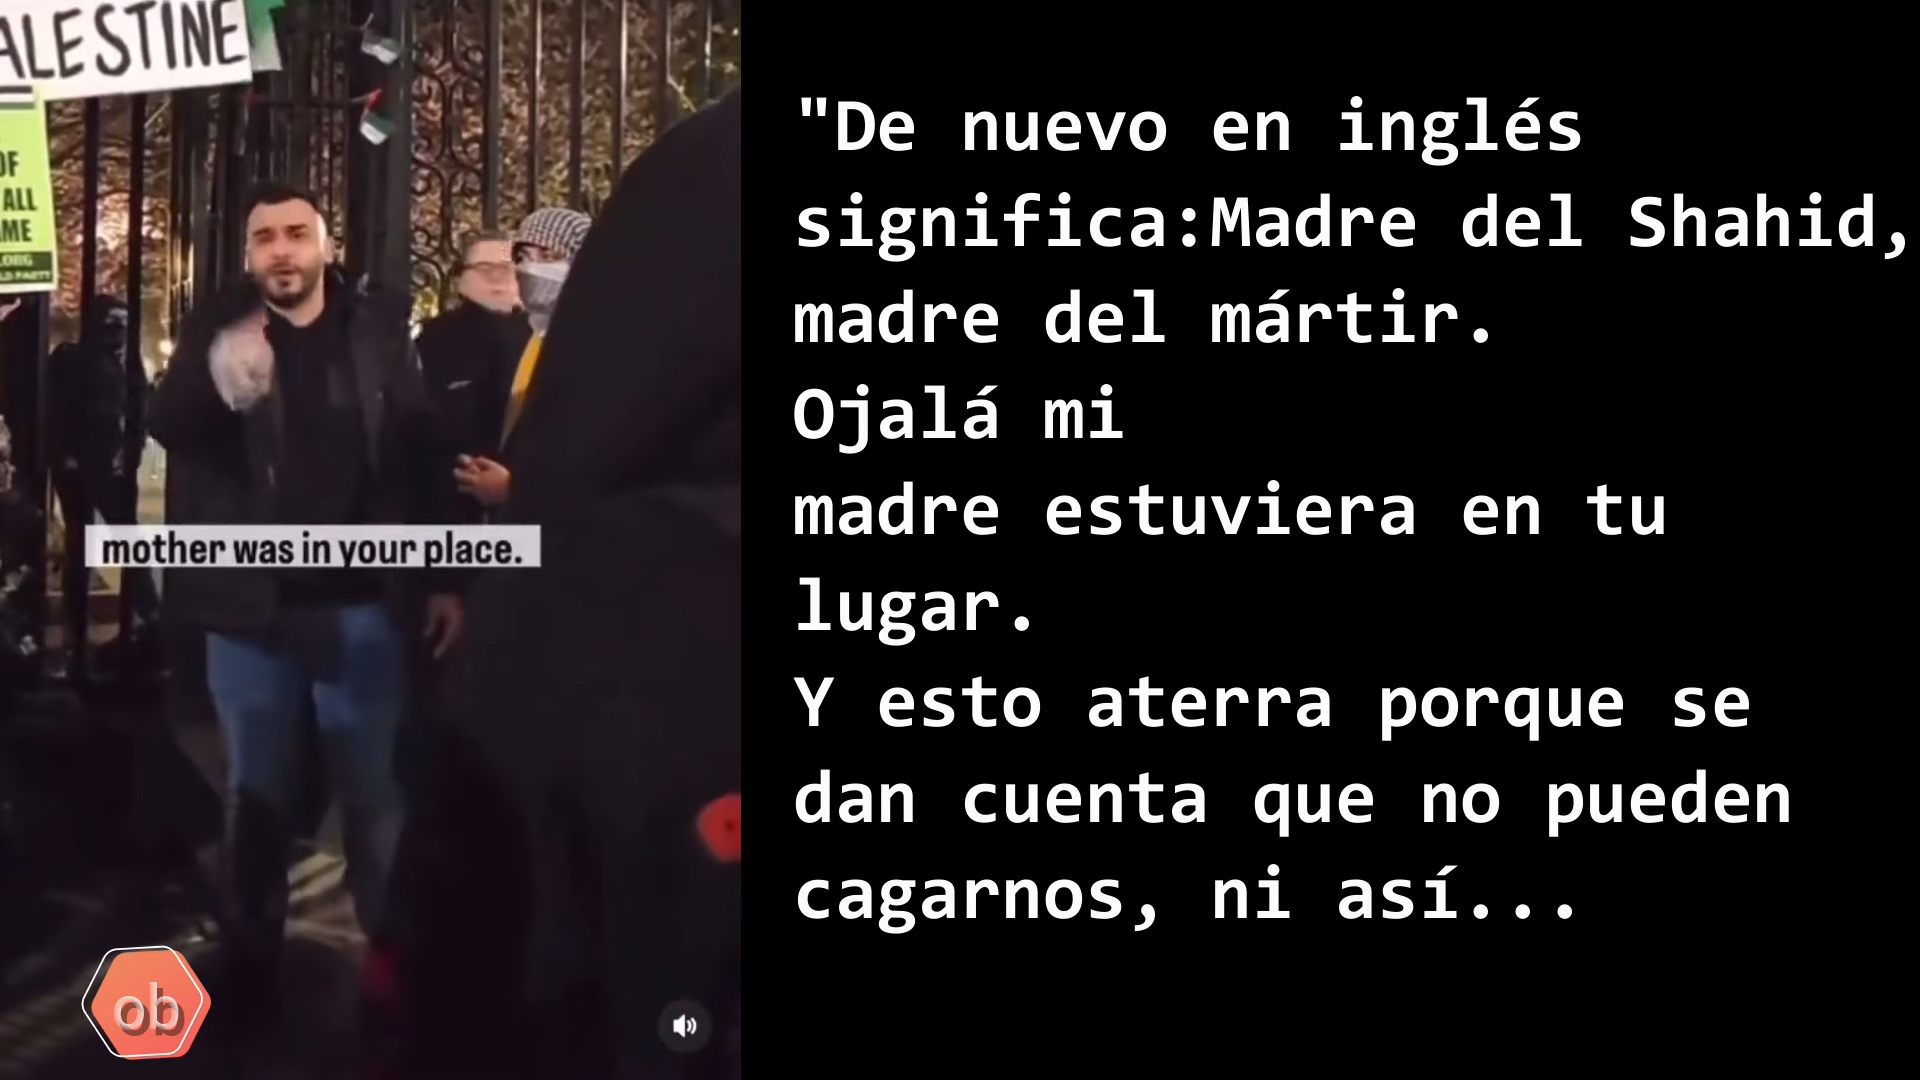 ALESTINE
OF
ALL
AME
mother was in your place.
ob
"De nuevo en inglés
significa:Madre del Shahid,
madre del mártir.
Ojalá mi
madre estuviera en tu
lugar.
Y esto aterra porque se
dan cuenta que no pueden
cagarnos, ni así...